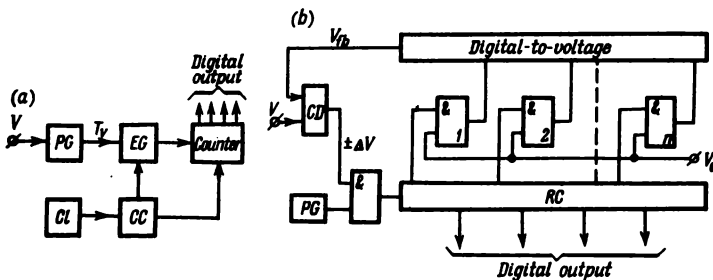 (a)
V
PG
Tv
EG
Digital
output
Counter
Cl
CC
(b)
Vfb
Digital-to-voltage
V
CD
±ΔV
&
PG
&
1
&
2
&
n
RC
Digital output